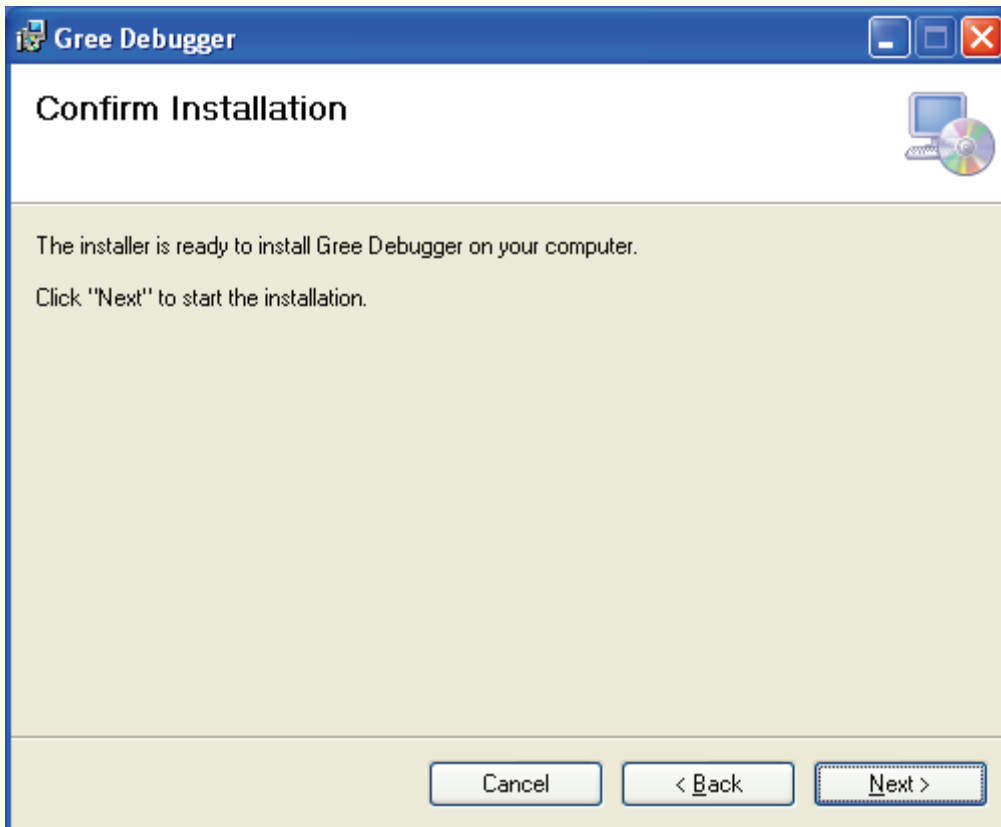 Gree Debugger
Confirm Installation
The installer is ready to install Gree Debugger on your computer.
Click "Next" to start the installation.
Cancel
< Back
Next >